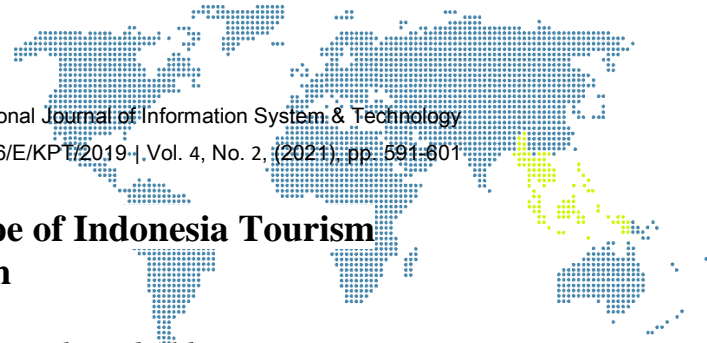 onal Journal of Information System & Technology
6/E/KPT/2019 | Vol. 4, No. 2, (2021), pp. 591-601
pe of Indonesia Tourism
n